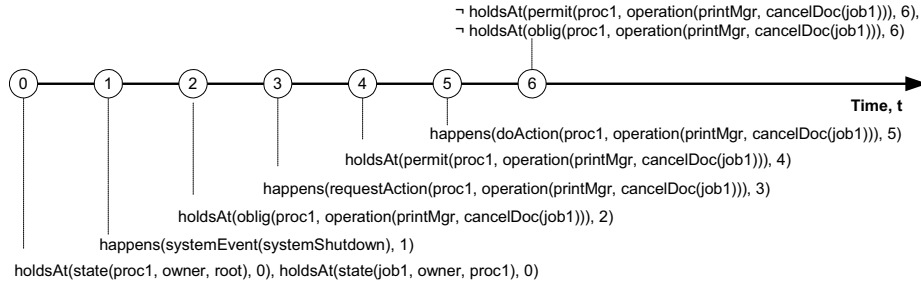 ¬ holdsAt(permit(proc1, operation(printMgr, cancelDoc(job1))), 6),
¬ holdsAt(oblig(proc1, operation(printMgr, cancelDoc(job1))), 6)
0 1 2 3 4 5 6
Time, t
happens(doAction(proc1, operation(printMgr, cancelDoc(job1))), 5)
holdsAt(permit(proc1, operation(printMgr, cancelDoc(job1))), 4)
happens(requestAction(proc1, operation(printMgr, cancelDoc(job1))), 3)
holdsAt(oblig(proc1, operation(printMgr, cancelDoc(job1))), 2)
happens(systemEvent(systemShutdown), 1)
holdsAt(state(proc1, owner, root), 0), holdsAt(state(job1, owner, proc1), 0)